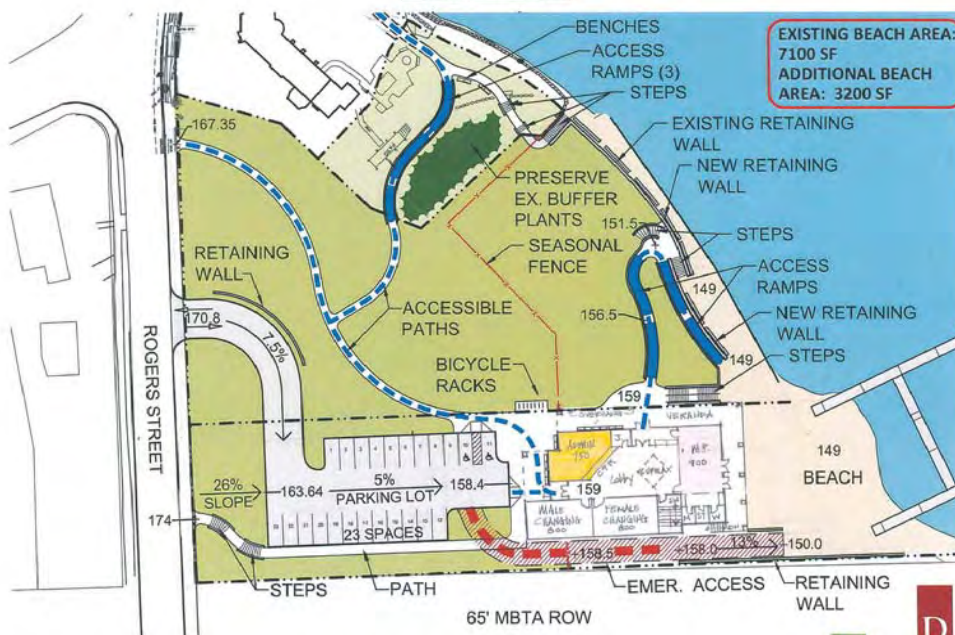 BENCHES
ACCESS
RAMPS (3)
STEPS
EXISTING BEACH AREA:
7100 SF
ADDITIONAL BEACH
AREA: 3200 SF
167.35
EXISTING RETAINING
WALL
NEW RETAINING
WALL
PRESERVE
EX. BUFFER
PLANTS
151.5
STEPS
RETAINING
WALL
SEASONAL
FENCE
ACCESS
RAMPS
149
170.8
7.5%
ACCESSIBLE
PATHS
156.5
NEW RETAINING
WALL
149
STEPS
ROGERS STREET
BICYCLE
RACKS
159
VERANDA
149
BEACH
26%
SLOPE
163.64
5%
PARKING LOT
158.4
159
Lobby
M.P.
900
MALE
CHANGING
800
FEMALE
CHANGING
800
174
23 SPACES
158.5
158.0
13%
150.0
STEPS
PATH
EMER. ACCESS
RETAINING
WALL
65' MBTA ROW
D